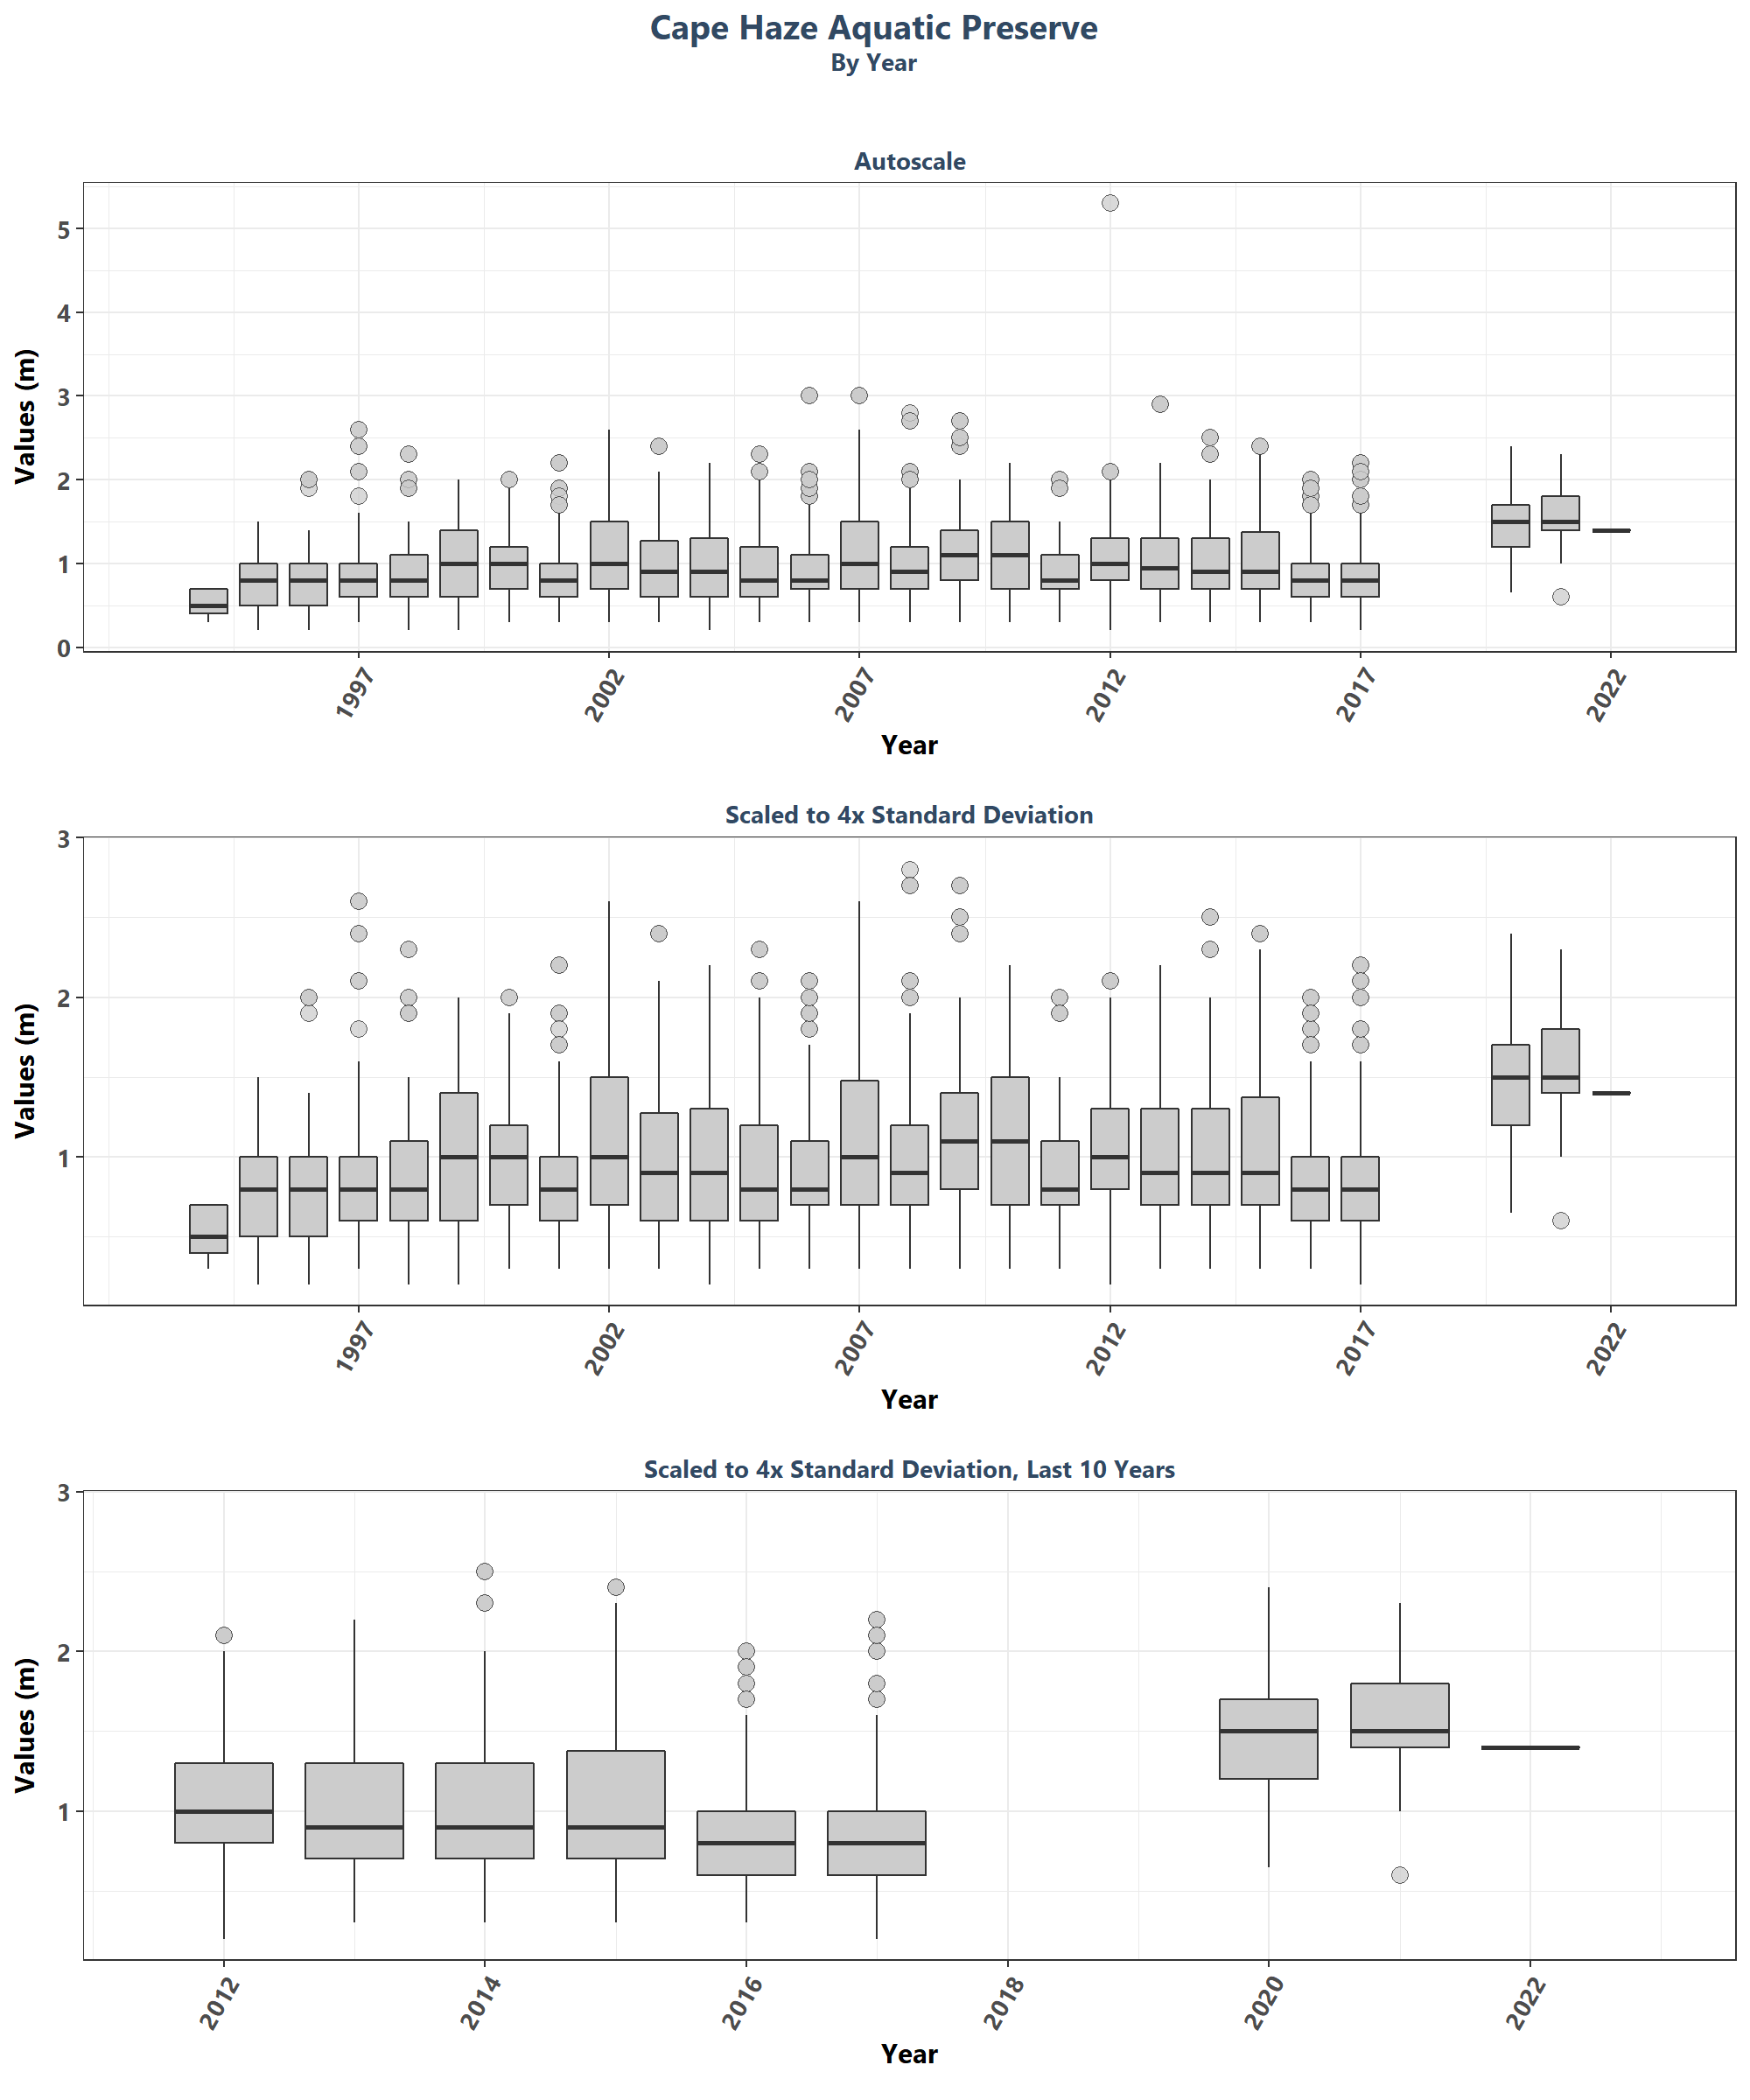 Cape Haze Aquatic Preserve
By Year
Autoscale
Values (m)
5
4
3
2
1
0
1997
2002
2007
2012
2017
2022
Year
Scaled to 4x Standard Deviation
Values (m)
3
2
1
1997
2002
2007
2012
2017
2022
Year
Scaled to 4x Standard Deviation, Last 10 Years
Values (m)
3
2
1
2012
2014
2016
2018
2020
2022
Year